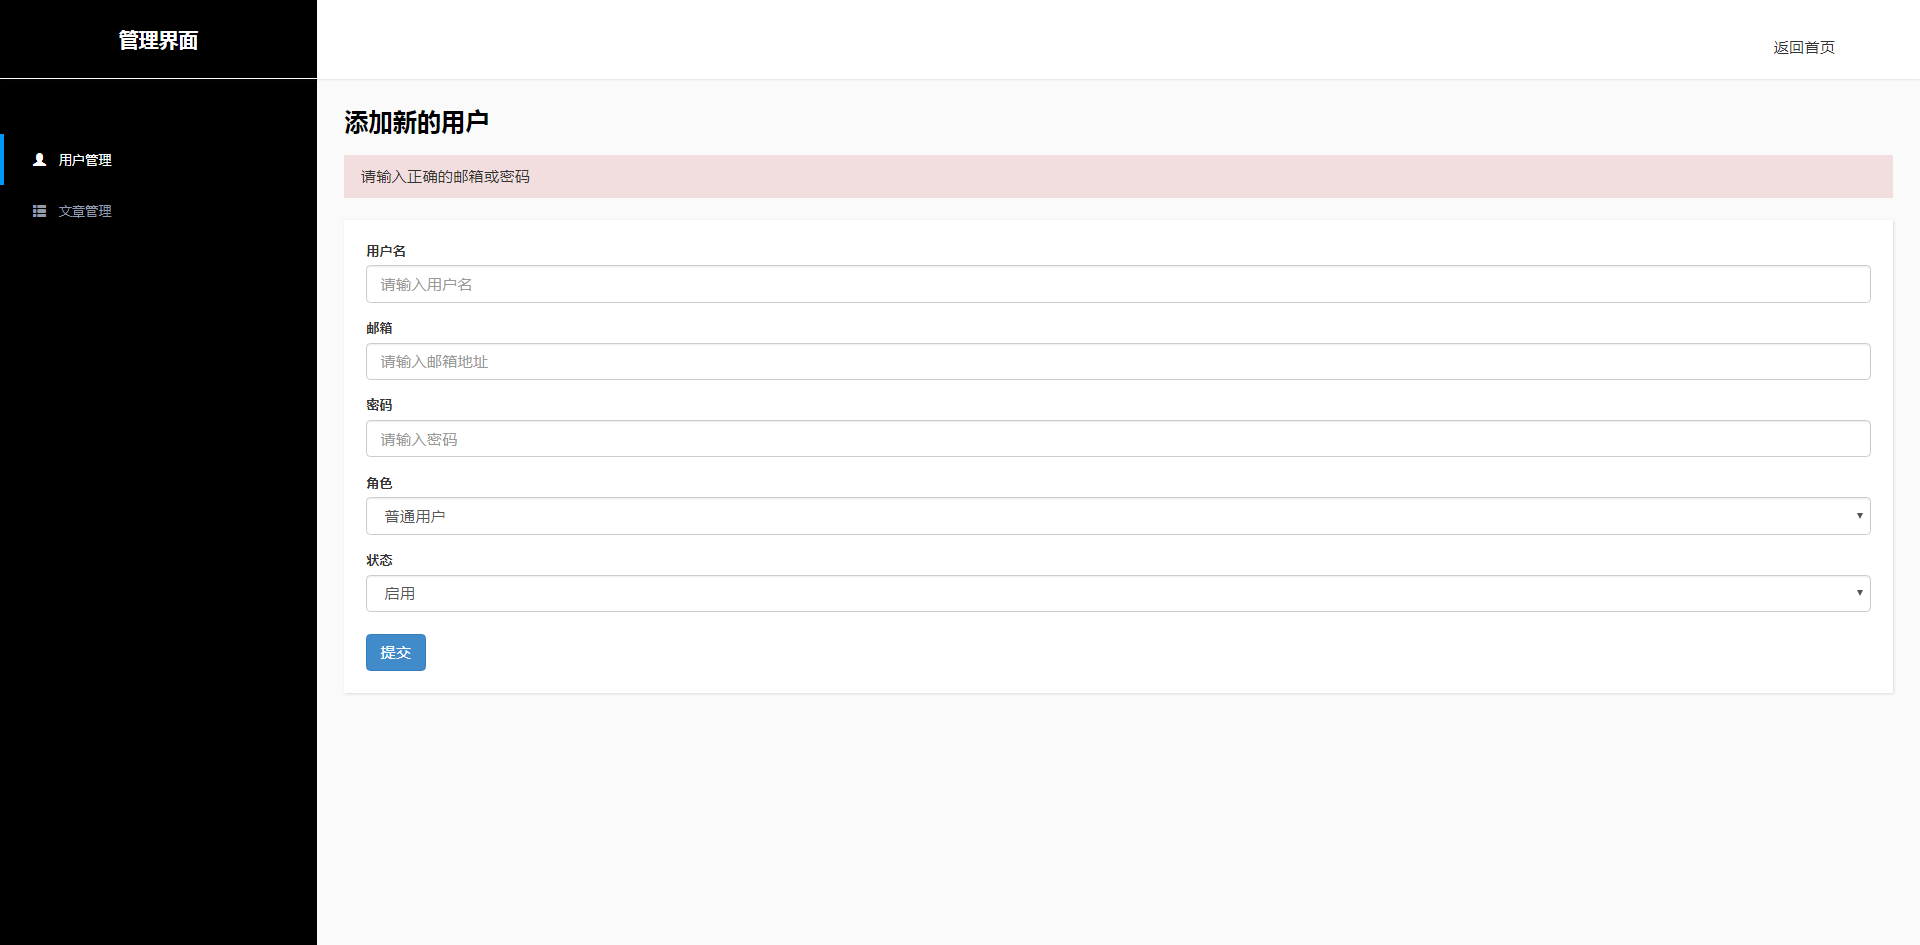 管理界面
返回首页
用户管理
文章管理
添加新的用户
请输入正确的邮箱或密码
用户名
请输入用户名
邮箱
请输入邮箱地址
密码
请输入密码
角色
普通用户
状态
启用
提交